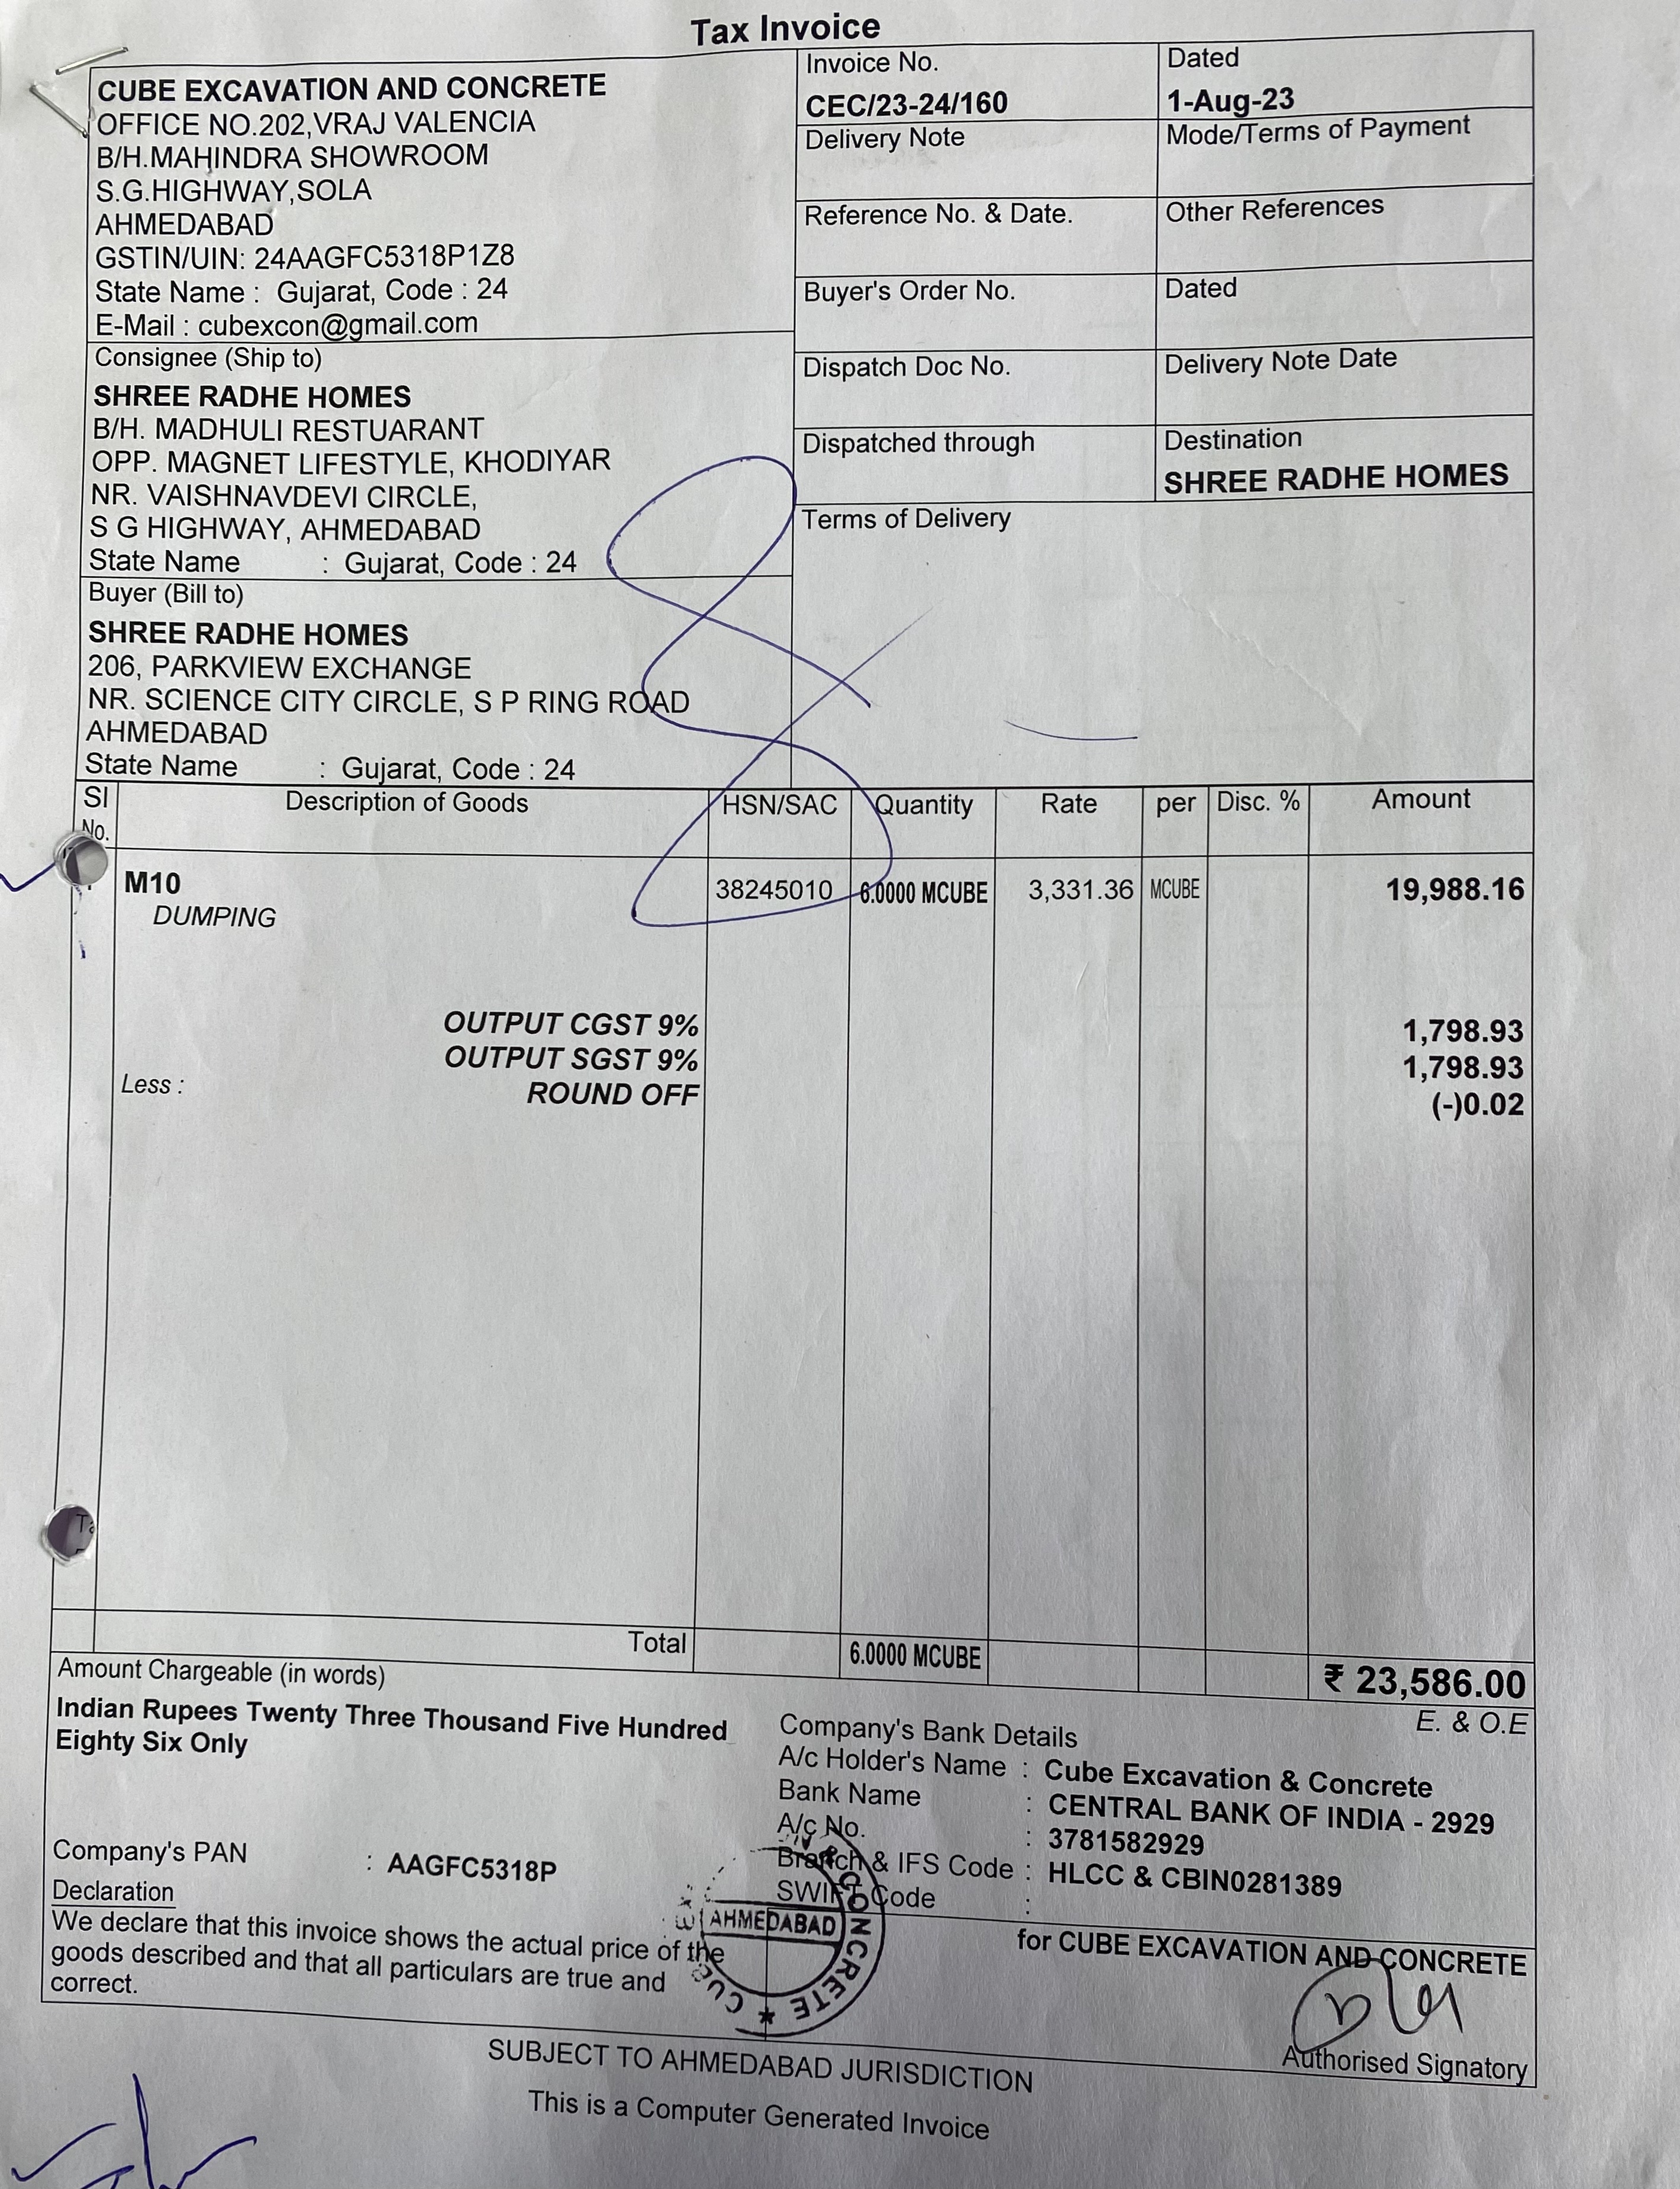 Tax Invoice
CUBE EXCAVATION AND CONCRETE
OFFICE NO.202,VRAJ VALENCIA
B/H.MAHINDRA SHOWROOM
S.G.HIGHWAY,SOLA
AHMEDABAD
GSTIN/UIN: 24AAGFC5318P1Z8
State Name : Gujarat, Code : 24
E-Mail : cubexcon@gmail.com
Invoice No.
CEC/23-24/160
Dated
1-Aug-23
Delivery Note
Mode/Terms of Payment
Reference No. & Date.
Other References
Buyer's Order No.
Dated
Dispatch Doc No.
Delivery Note Date
Dispatched through
Destination
SHREE RADHE HOMES
Terms of Delivery
Consignee (Ship to)
SHREE RADHE HOMES
B/H. MADHULI RESTUARANT
OPP. MAGNET LIFESTYLE, KHODIYAR
NR. VAISHNAVDEVI CIRCLE,
S G HIGHWAY, AHMEDABAD
State Name : Gujarat, Code : 24
Buyer (Bill to)
SHREE RADHE HOMES
206, PARKVIEW EXCHANGE
NR. SCIENCE CITY CIRCLE, S P RING ROAD
AHMEDABAD
State Name : Gujarat, Code : 24
Sl No. Description of Goods HSN/SAC Quantity Rate per Disc. % Amount
M10 38245010 6.0000 MCUBE 3,331.36 MCUBE 19,988.16
DUMPING
OUTPUT CGST 9% 1,798.93
OUTPUT SGST 9% 1,798.93
Less : ROUND OFF (-)0.02
Total 6.0000 MCUBE ₹ 23,586.00
Amount Chargeable (in words)
E. & O.E
Indian Rupees Twenty Three Thousand Five Hundred
Eighty Six Only
Company's Bank Details
A/c Holder's Name : Cube Excavation & Concrete
Bank Name : CENTRAL BANK OF INDIA - 2929
A/c No. : 3781582929
Branch & IFS Code : HLCC & CBIN0281389
SWIFT Code :
Company's PAN : AAGFC5318P
Declaration
We declare that this invoice shows the actual price of the
goods described and that all particulars are true and
correct.
AHMEDABAD
CONCRETE ★ CUBE
for CUBE EXCAVATION AND CONCRETE
Authorised Signatory
SUBJECT TO AHMEDABAD JURISDICTION
This is a Computer Generated Invoice